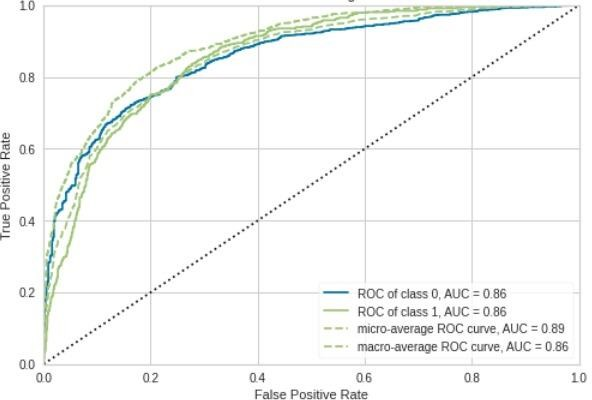 1.0
0.8
0.6
0.4
0.2
0.0
True Positive Rate
ROC of class 0, AUC = 0.86
ROC of class 1, AUC = 0.86
micro-average ROC curve, AUC = 0.89
macro-average ROC curve, AUC = 0.86
0.0 0.2 0.4 0.6 0.8 1.0
False Positive Rate